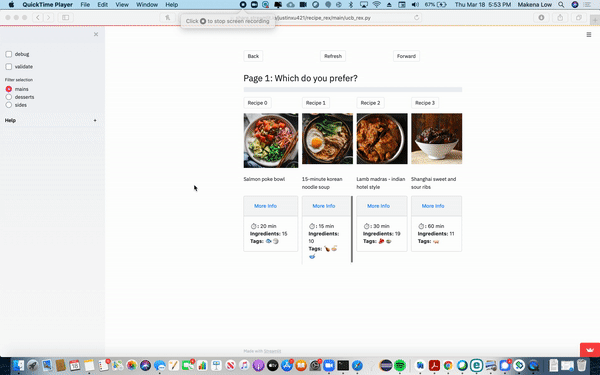 QuickTime Player File Edit View Window Help
67% Thu Mar 18 5:53 PM Makena Low
justinvu421/recipe_rex/main/ucb_rex.py
Click to stop screen recording
debug
validate
Filter selection
mains
desserts
sides
Help +
Back Refresh Forward
Page 1: Which do you prefer?
Recipe 0 Recipe 1 Recipe 2 Recipe 3
Salmon poke bowl
15-minute korean noodle soup
Lamb madras - indian hotel style
Shanghai sweet and sour ribs
More Info More Info More Info More Info
: 20 min
Ingredients: 15
Tags:
: 15 min
Ingredients: 10
Tags:
: 30 min
Ingredients: 19
Tags:
: 60 min
Ingredients: 11
Tags:
Made with Streamlit